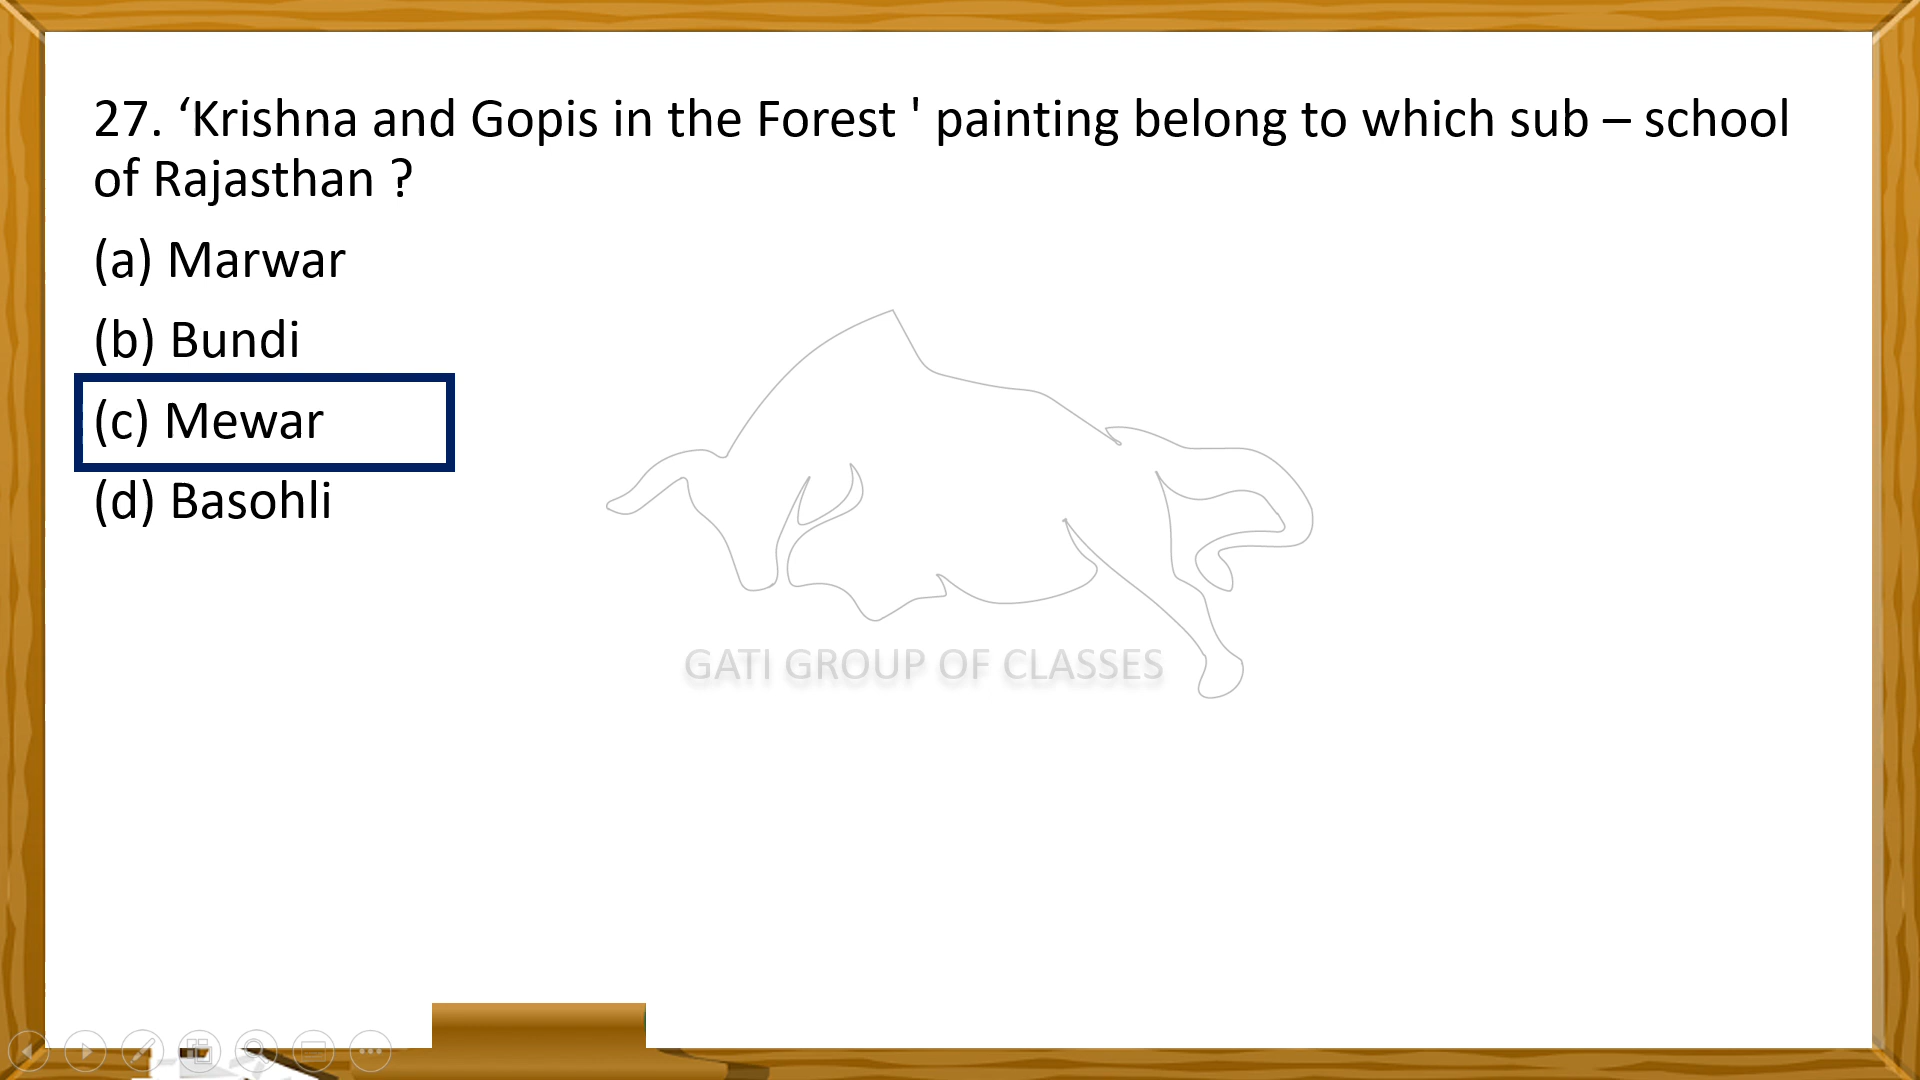 27. ‘Krishna and Gopis in the Forest ' painting belong to which sub – school
of Rajasthan ?
(a) Marwar
(b) Bundi
(c) Mewar
(d) Basohli
GATI GROUP OF CLASSES